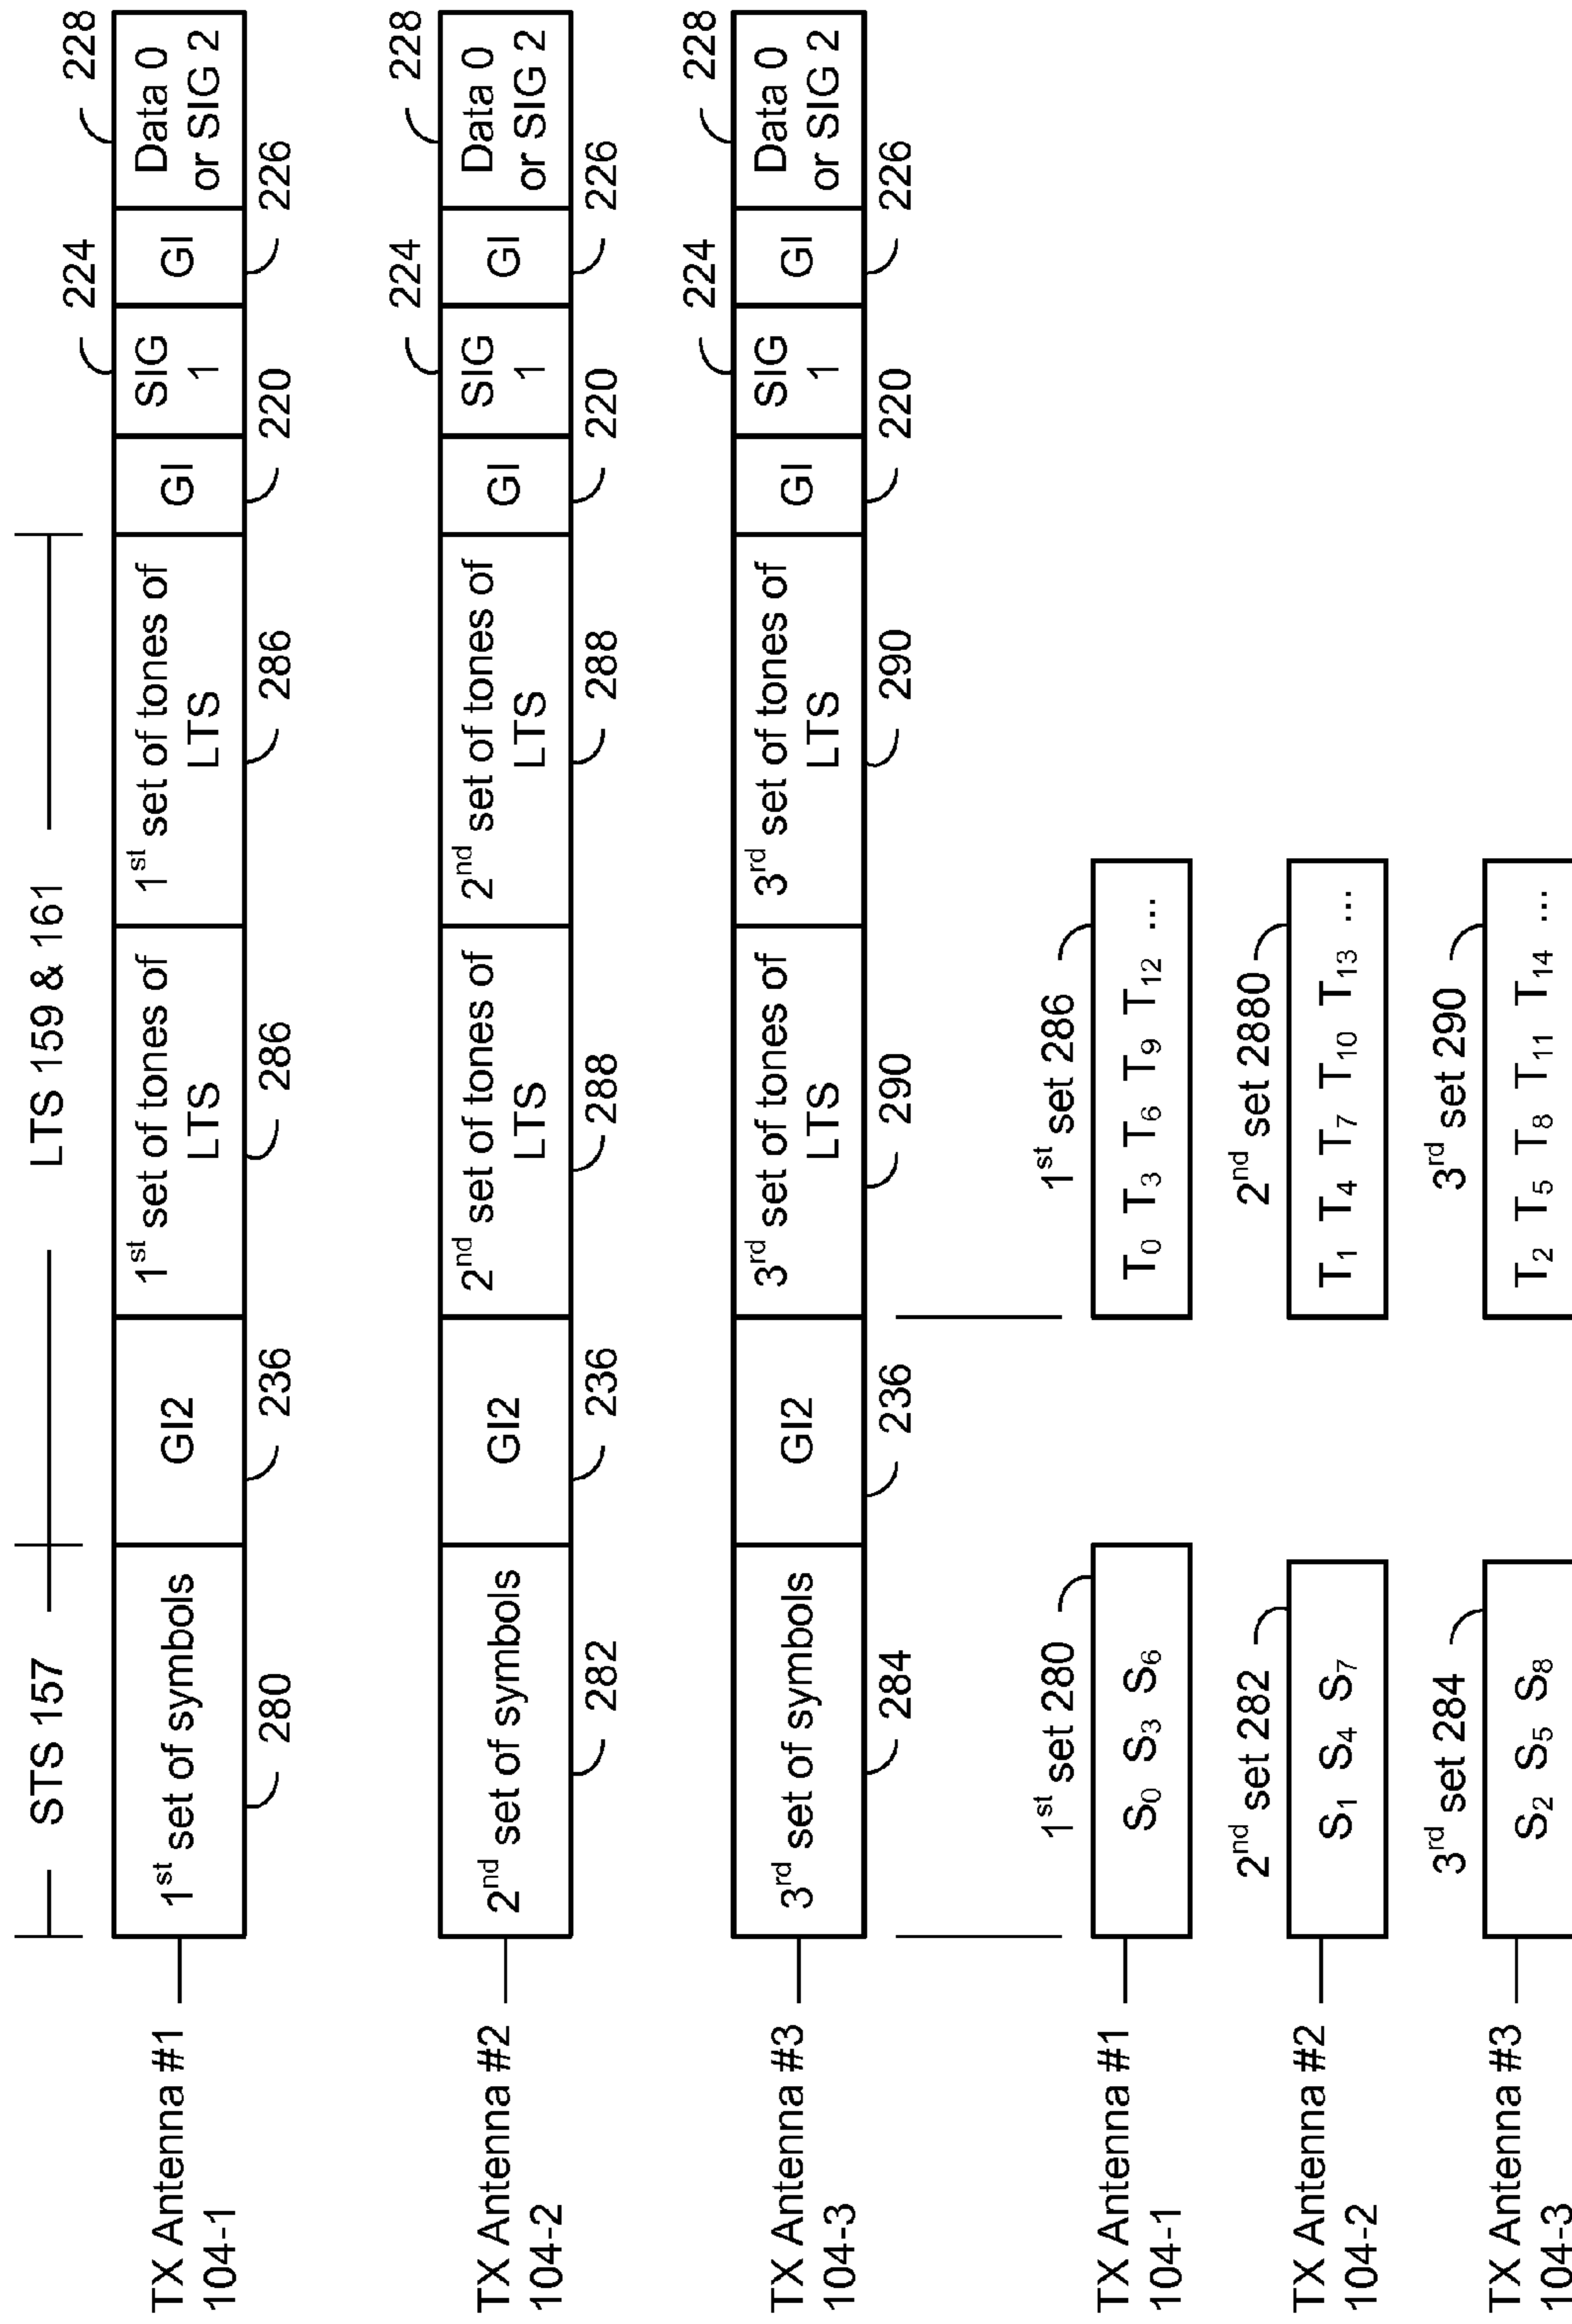 STS 157
LTS 159 & 161
224
228
TX Antenna #1
104-1
1st set of symbols
GI2
1st set of tones of
LTS
1st set of tones of
LTS
GI
SIG
1
GI
Data 0
or SIG 2
280
236
286
286
220
226
224
228
TX Antenna #2
104-2
2nd set of symbols
GI2
2nd set of tones of
LTS
2nd set of tones of
LTS
GI
SIG
1
GI
Data 0
or SIG 2
282
236
288
288
220
226
224
228
TX Antenna #3
104-3
3rd set of symbols
GI2
3rd set of tones of
LTS
3rd set of tones of
LTS
GI
SIG
1
GI
Data 0
or SIG 2
284
236
290
290
220
226
1st set 280
1st set 286
TX Antenna #1
104-1
S0 S3 S6
T0 T3 T6 T9 T12 ...
2nd set 282
2nd set 2880
TX Antenna #2
104-2
S1 S4 S7
T1 T4 T7 T10 T13 ...
3rd set 284
3rd set 290
TX Antenna #3
104-3
S2 S5 S8
T2 T5 T8 T11 T14 ...